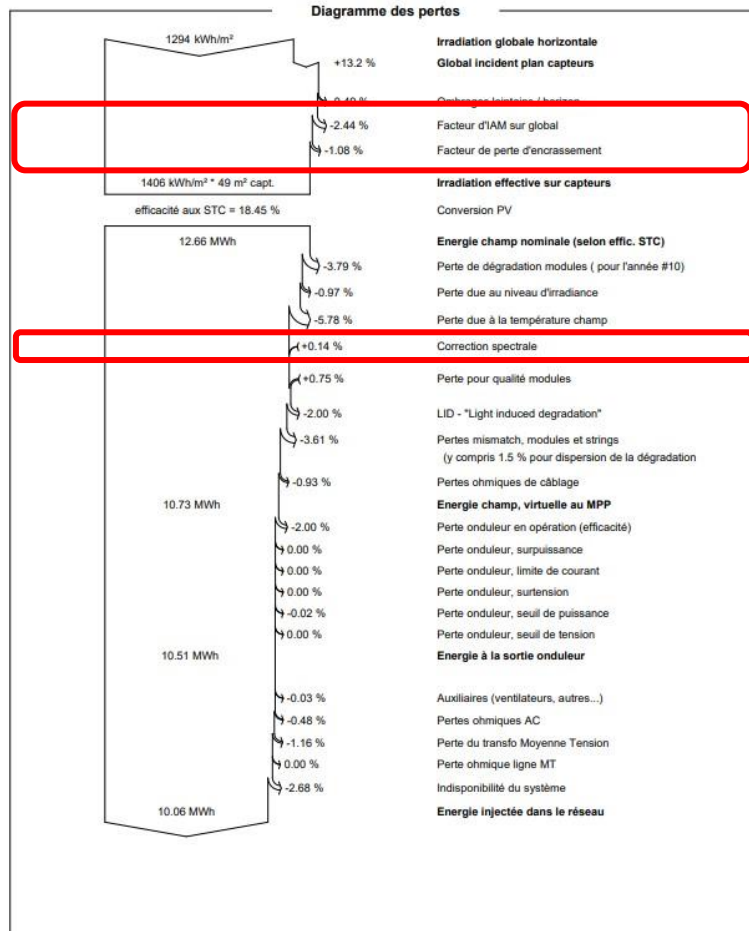 Diagramme des pertes
1294 kWh/m² Irradiation globale horizontale
+13.2 % Global incident plan capteurs
-2.44 % Facteur d'IAM sur global
-1.08 % Facteur de perte d'encrassement
1406 kWh/m² * 49 m² capt. Irradiation effective sur capteurs
efficacité aux STC = 18.45 % Conversion PV
12.66 MWh Energie champ nominale (selon effic. STC)
-3.79 % Perte de dégradation modules ( pour l'année #10)
-0.97 % Perte due au niveau d'irradiance
-5.78 % Perte due à la température champ
+0.14 % Correction spectrale
+0.75 % Perte pour qualité modules
-2.00 % LID - "Light induced degradation"
-3.61 % Pertes mismatch, modules et strings
(y compris 1.5 % pour dispersion de la dégradation
-0.93 % Pertes ohmiques de câblage
10.73 MWh Energie champ, virtuelle au MPP
-2.00 % Perte onduleur en opération (efficacité)
0.00 % Perte onduleur, surpuissance
0.00 % Perte onduleur, limite de courant
0.00 % Perte onduleur, surtension
-0.02 % Perte onduleur, seuil de puissance
0.00 % Perte onduleur, seuil de tension
10.51 MWh Energie à la sortie onduleur
-0.03 % Auxiliaires (ventilateurs, autres...)
-0.48 % Pertes ohmiques AC
-1.16 % Perte du transfo Moyenne Tension
0.00 % Perte ohmique ligne MT
-2.68 % Indisponibilité du système
10.06 MWh Energie injectée dans le réseau